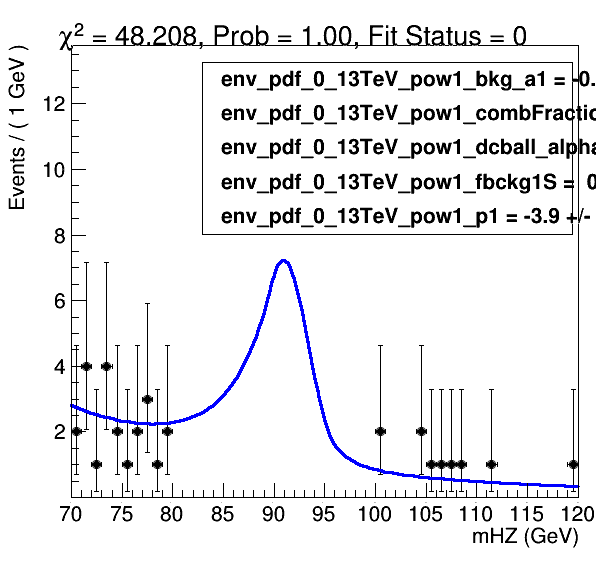 χ² = 48.208, Prob = 1.00, Fit Status = 0
env_pdf_0_13TeV_pow1_bkg_a1 = -0.
env_pdf_0_13TeV_pow1_combFractio
env_pdf_0_13TeV_pow1_dcball_alpha
env_pdf_0_13TeV_pow1_fbckg1S = 0
env_pdf_0_13TeV_pow1_p1 = -3.9 +/-
Events / ( 1 GeV )
12
10
8
6
4
2
70 75 80 85 90 95 100 105 110 115 120
mHZ (GeV)